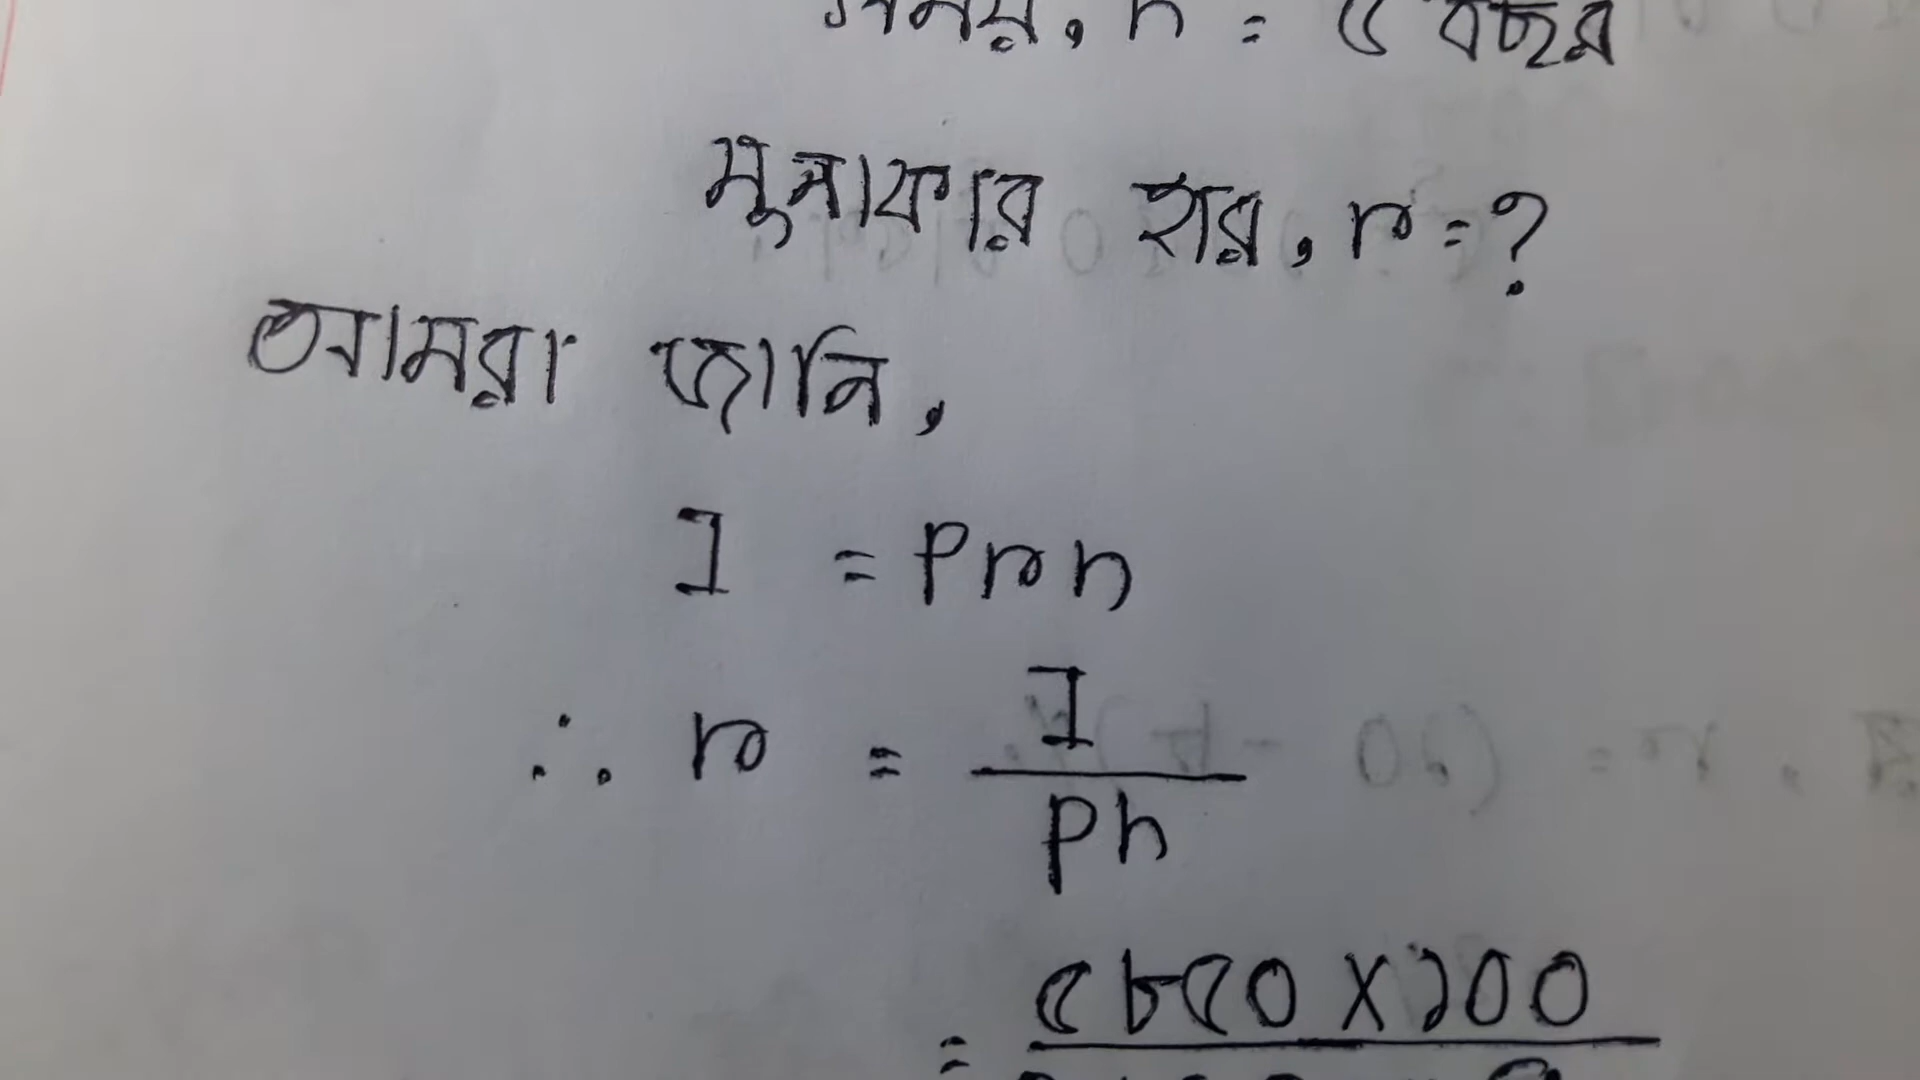 সময়, n = ৫ বছর
মুনাফার হার, r = ?
আমরা জানি,
I = Prn
∴ r = I / Pn
= ৫৮৫০ × ১০০